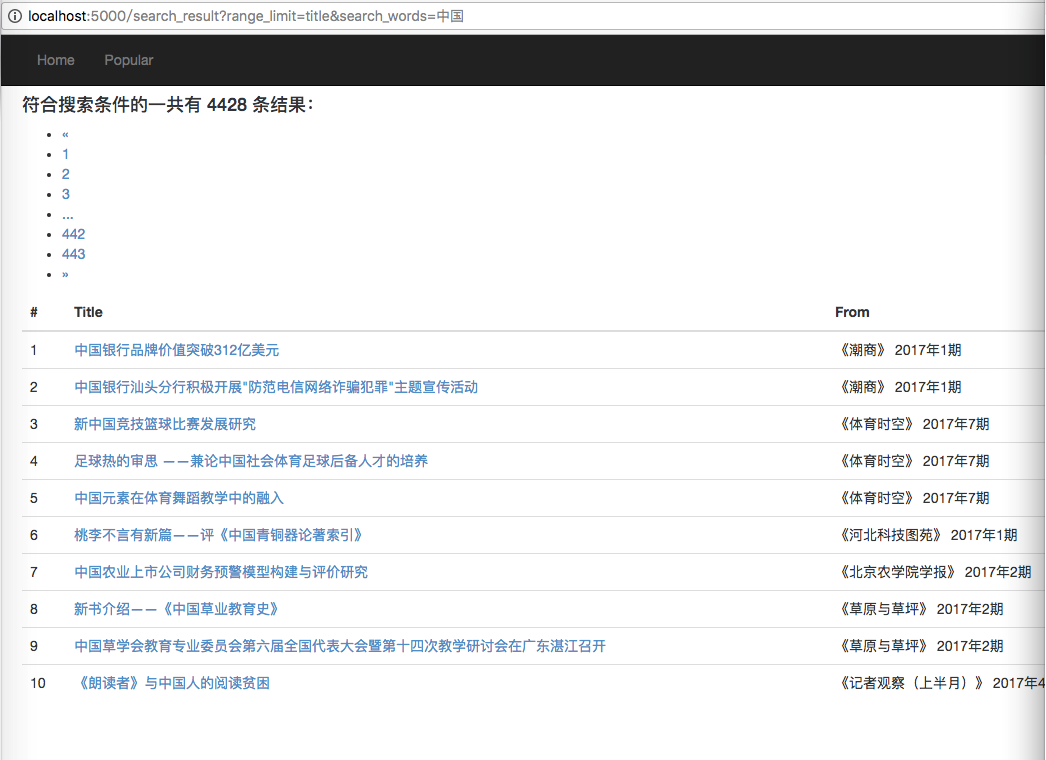 localhost:5000/search_result?range_limit=title&search_words=中国
Home Popular
符合搜索条件的一共有 4428 条结果：
«
1
2
3
...
442
443
»
# Title From
1 中国银行品牌价值突破312亿美元 《潮商》 2017年1期
2 中国银行汕头分行积极开展"防范电信网络诈骗犯罪"主题宣传活动 《潮商》 2017年1期
3 新中国竞技篮球比赛发展研究 《体育时空》 2017年7期
4 足球热的审思 ——兼论中国社会体育足球后备人才的培养 《体育时空》 2017年7期
5 中国元素在体育舞蹈教学中的融入 《体育时空》 2017年7期
6 桃李不言有新篇——评《中国青铜器论著索引》 《河北科技图苑》 2017年1期
7 中国农业上市公司财务预警模型构建与评价研究 《北京农学院学报》 2017年2期
8 新书介绍——《中国草业教育史》 《草原与草坪》 2017年2期
9 中国草学会教育专业委员会第六届全国代表大会暨第十四次教学研讨会在广东湛江召开 《草原与草坪》 2017年2期
10 《朗读者》与中国人的阅读贫困 《记者观察（上半月）》 2017年4